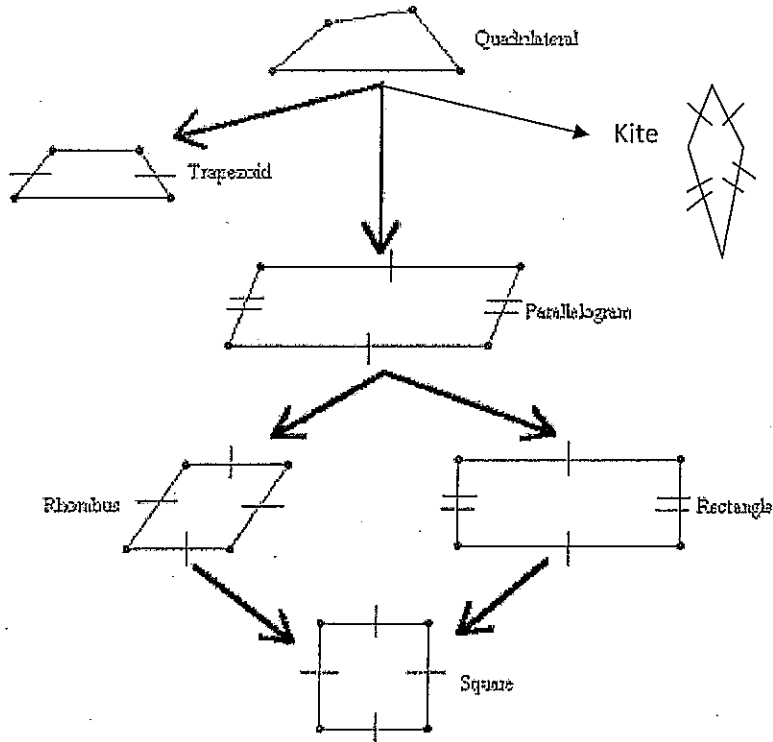 Quadrilateral
Kite
Trapezoid
Parallelogram
Rhombus
Rectangle
Square